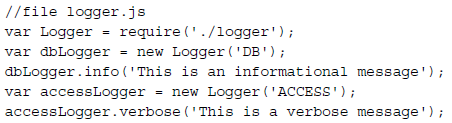 //file logger.js
var Logger = require('./logger');
var dbLogger = new Logger('DB');
dbLogger.info('This is an informational message');
var accessLogger = new Logger('ACCESS');
accessLogger.verbose('This is a verbose message');